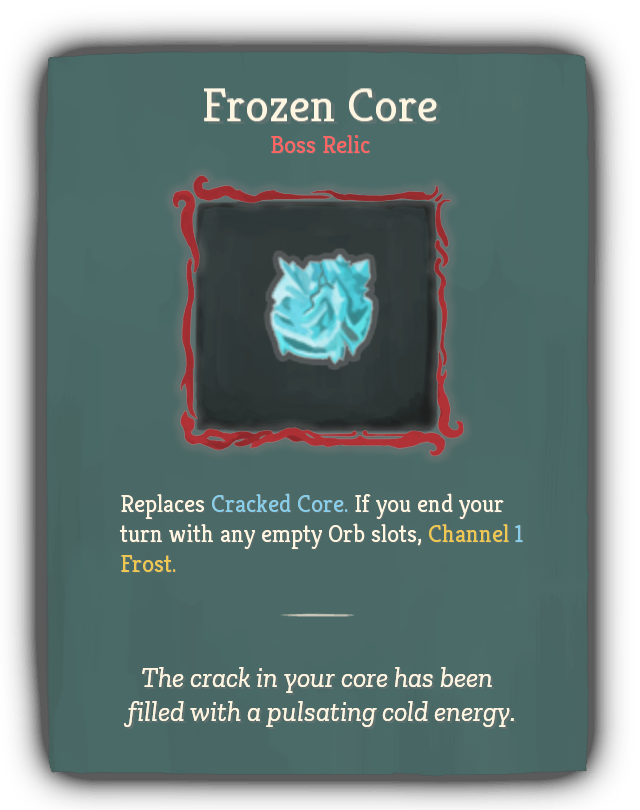 Frozen Core
Boss Relic
Replaces Cracked Core. If you end your
turn with any empty Orb slots, Channel 1
Frost.
The crack in your core has been
filled with a pulsating cold energy.